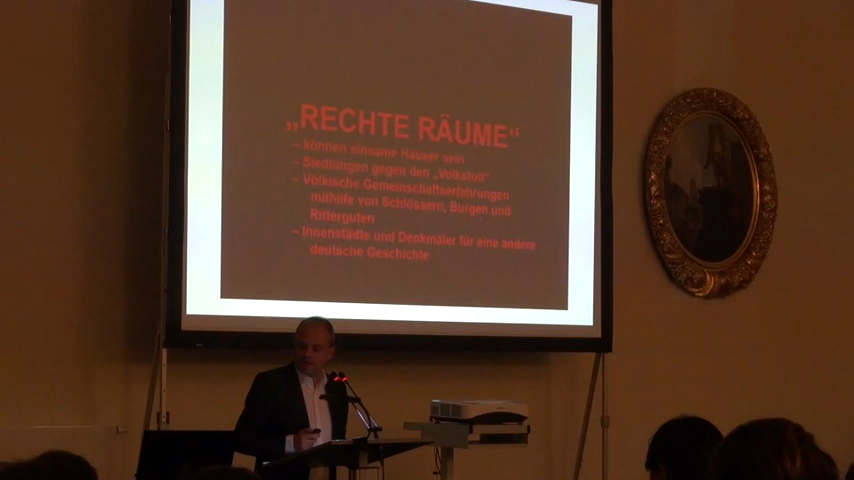 „RECHTE RÄUME“
– können einsame Häuser sein
– Siedlungen gegen den „Volkstod“
– Völkische Gemeinschaftserfahrungen
mithilfe von Schlössern, Burgen und
Rittergüten
– Innenstädte und Denkmäler für eine andere
deutsche Geschichte